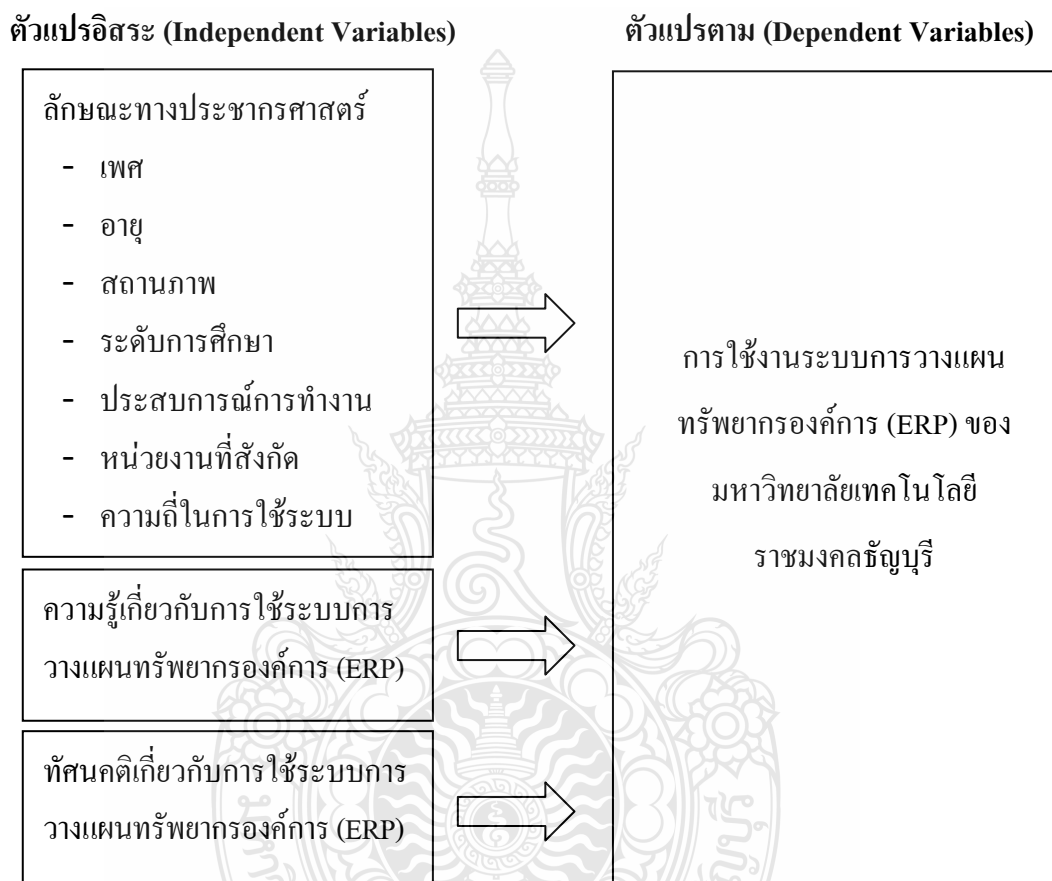 ตัวแปรอิสระ (Independent Variables)
ตัวแปรตาม (Dependent Variables)
ลักษณะทางประชากรศาสตร์
- เพศ
- อายุ
- สถานภาพ
- ระดับการศึกษา
- ประสบการณ์การทำงาน
- หน่วยงานที่สังกัด
- ความถี่ในการใช้ระบบ
ความรู้เกี่ยวกับการใช้ระบบการ
วางแผนทรัพยากรองค์การ (ERP)
ทัศนคติเกี่ยวกับการใช้ระบบการ
วางแผนทรัพยากรองค์การ (ERP)
การใช้งานระบบการวางแผน
ทรัพยากรองค์การ (ERP) ของ
มหาวิทยาลัยเทคโนโลยี
ราชมงคลธัญบุรี